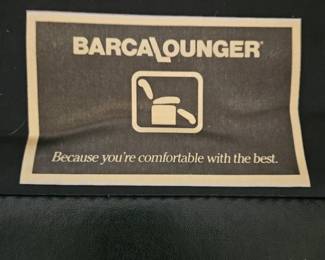 BARCALOUNGER®
Because you're comfortable with the best.